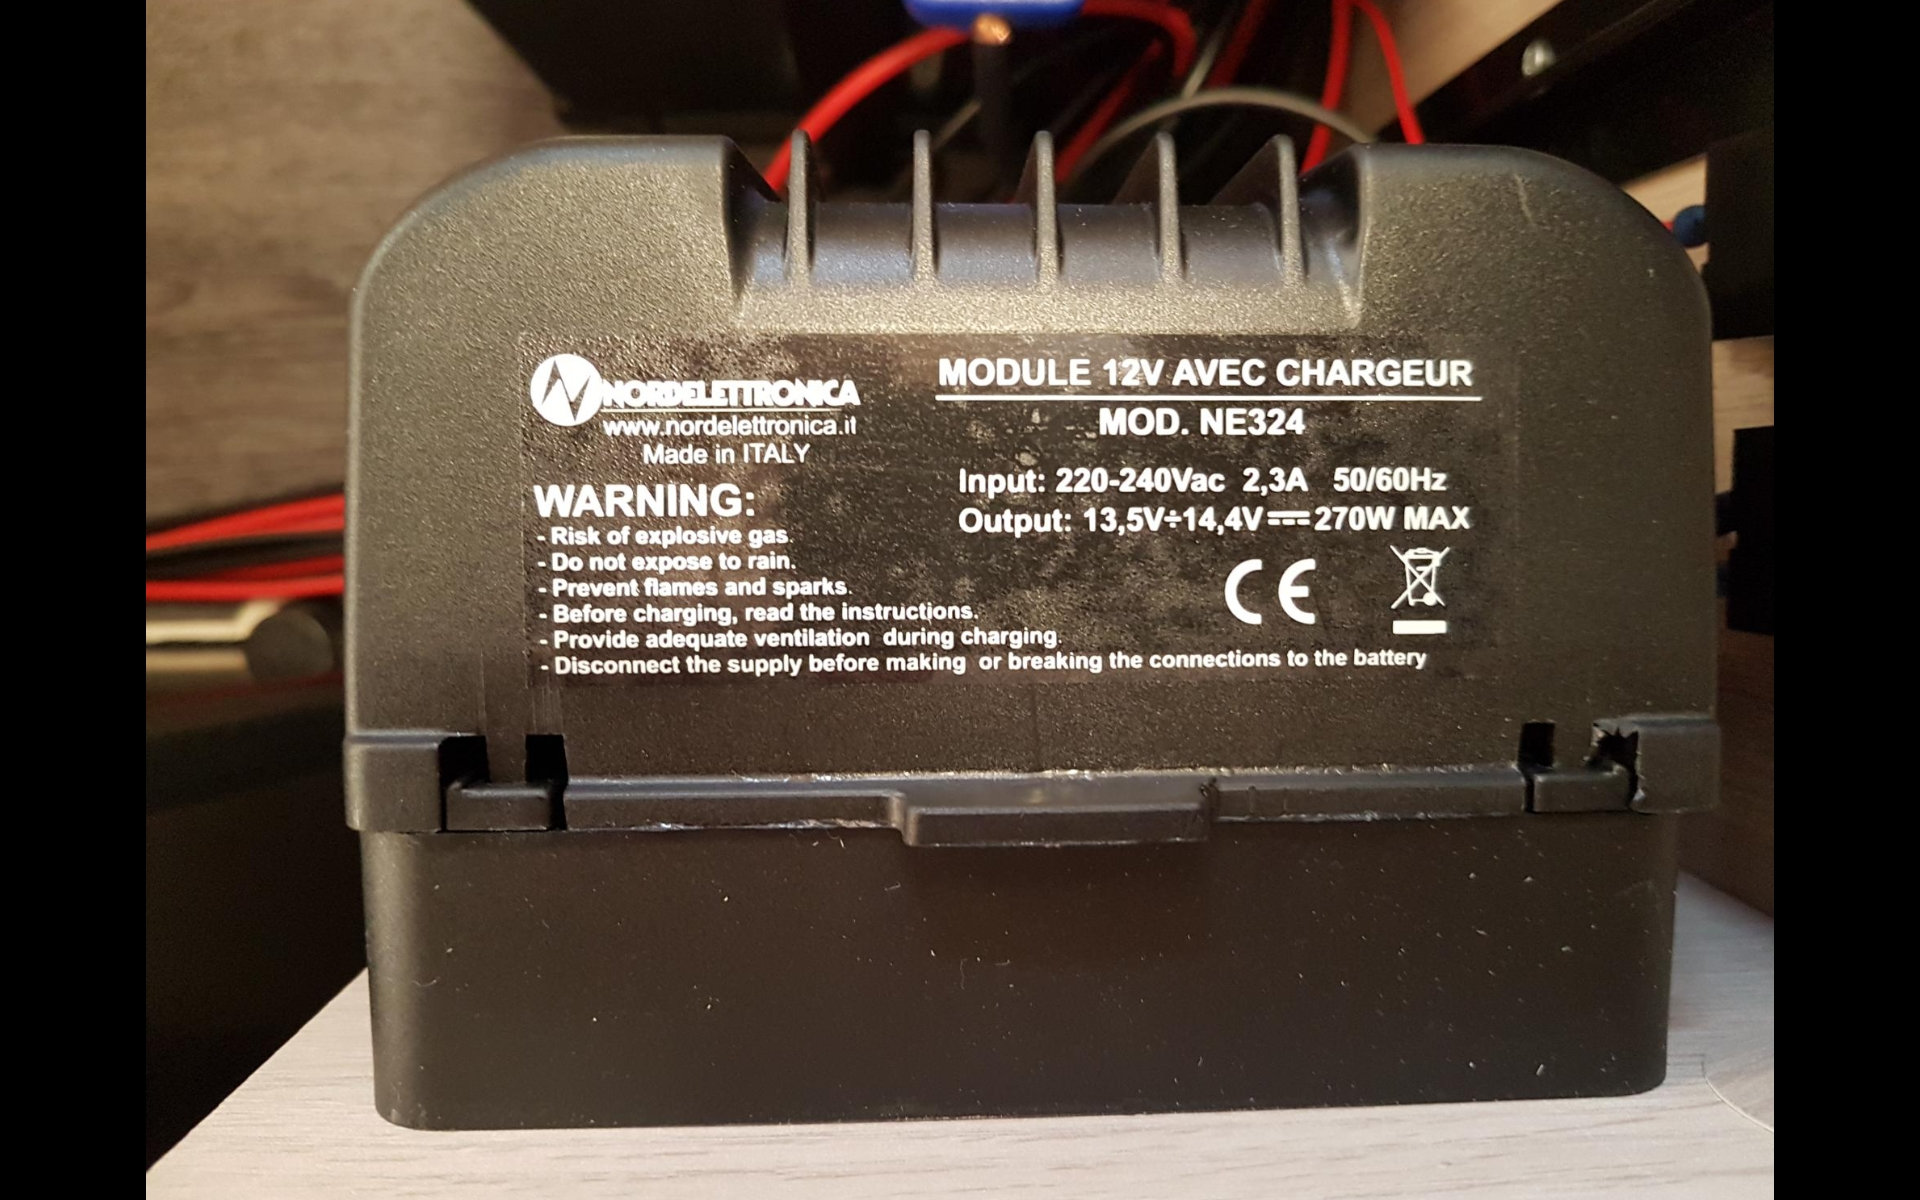 NORDELETTRONICA
www.nordelettronica.it
Made in ITALY
MODULE 12V AVEC CHARGEUR
MOD. NE324
Input: 220-240Vac 2,3A 50/60Hz
Output: 13,5V÷14,4V⎓270W MAX
CE
WARNING:
- Risk of explosive gas.
- Do not expose to rain.
- Prevent flames and sparks.
- Before charging, read the instructions.
- Provide adequate ventilation during charging.
- Disconnect the supply before making or breaking the connections to the battery